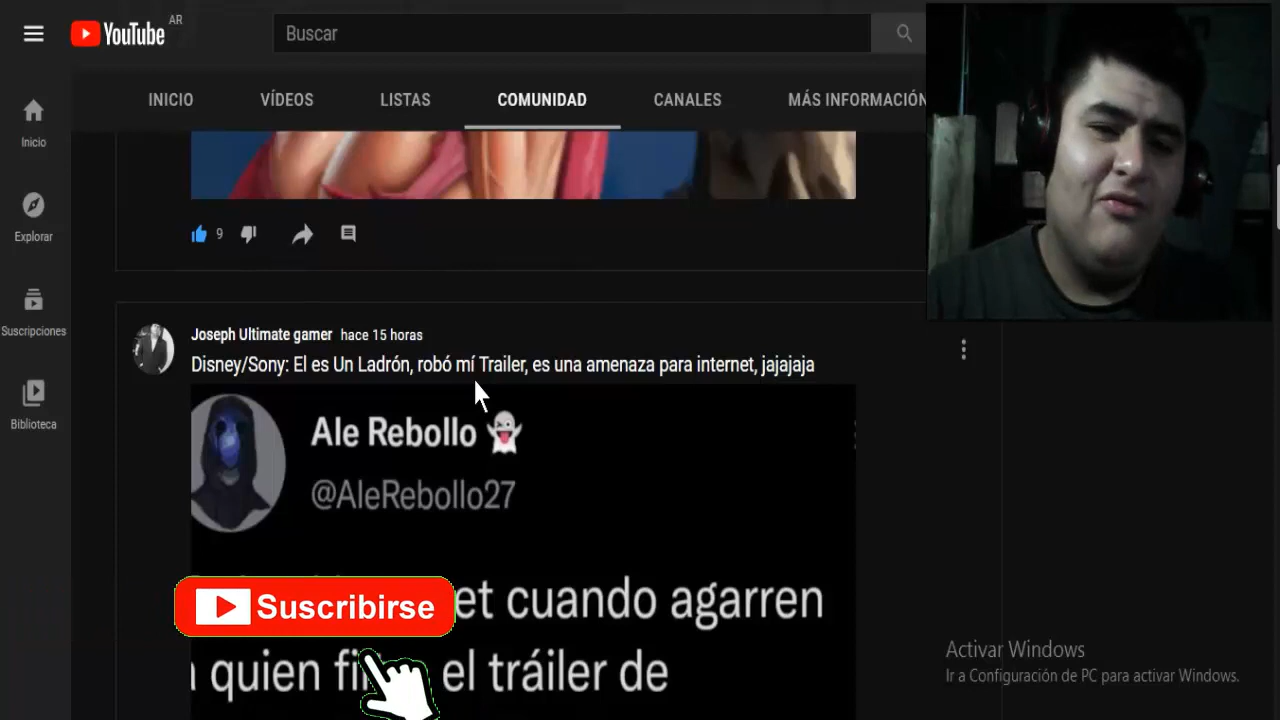 YouTube AR
Buscar
INICIO VÍDEOS LISTAS COMUNIDAD CANALES MÁS INFORMACIÓN
Inicio
Explorar
Suscripciones
Biblioteca
9
Joseph Ultimate gamer hace 15 horas
Disney/Sony: El es Un Ladrón, robó mí Trailer, es una amenaza para internet, jajajaja
Ale Rebollo 👻
@AleRebollo27
Suscribirse
et cuando agarren
a quien fi el tráiler de
Activar Windows
Ir a Configuración de PC para activar Windows.